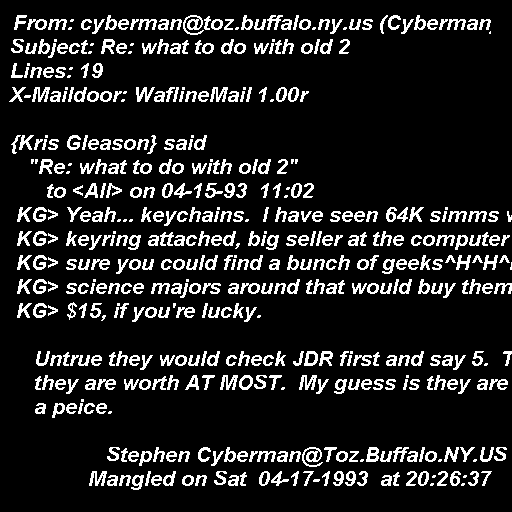 From: cyberman@toz.buffalo.ny.us (Cyberman
Subject: Re: what to do with old 2
Lines: 19
X-Maildoor: WaflineMail 1.00r

{Kris Gleason} said
"Re: what to do with old 2"
to <All> on 04-15-93  11:02
KG> Yeah... keychains.  I have seen 64K simms
KG> keyring attached, big seller at the computer
KG> sure you could find a bunch of geeks^H^H^
KG> science majors around that would buy them
KG> $15, if you're lucky.

Untrue they would check JDR first and say 5.
they are worth AT MOST.  My guess is they are
a peice.

Stephen Cyberman@Toz.Buffalo.NY.US
Mangled on Sat  04-17-1993  at 20:26:37